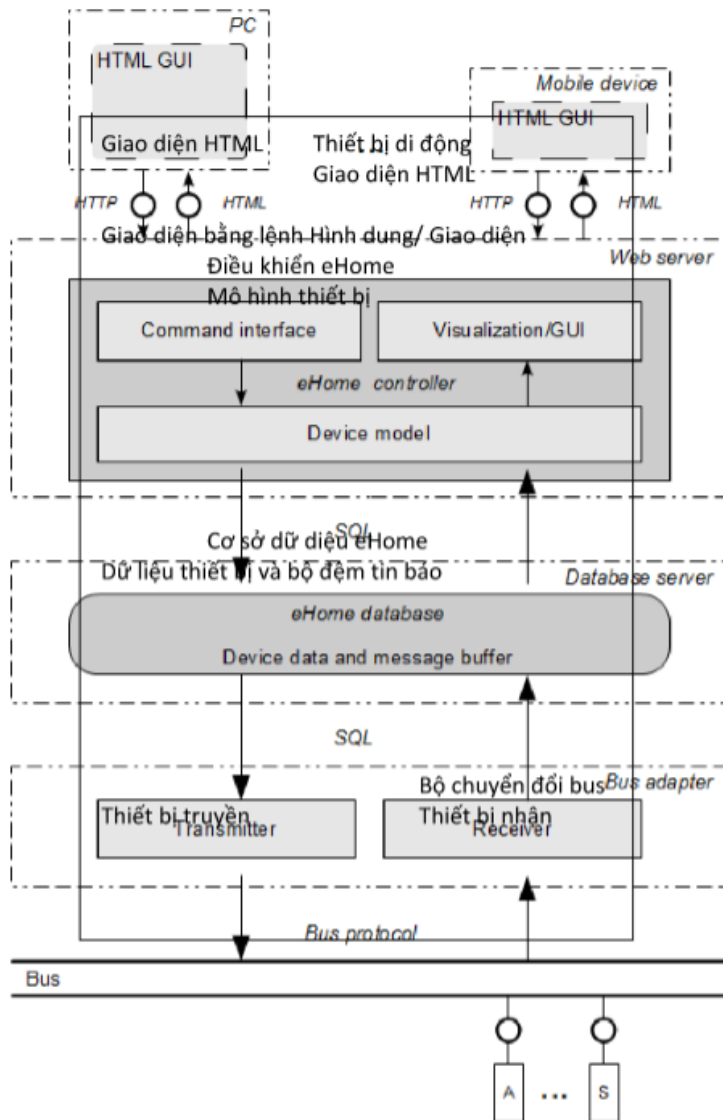 PC
HTML GUI
Mobile device
HTML GUI
Giao diện HTML
Thiết bị di động
...
Giao diện HTML
HTTP
HTML
HTTP
HTML
Giao diện bằng lệnh Hình dung/ Giao diện
Web server
Điều khiển eHome
Mô hình thiết bị
Command interface
Visualization/GUI
eHome controller
Device model
SQL
Cơ sở dữ diệu eHome
Dữ liệu thiết bị và bộ đệm tin báo
Database server
eHome database
Device data and message buffer
SQL
Bộ chuyển đổi bus
Bus adapter
Thiết bị truyền
Transmitter
Thiết bị nhận
Receiver
Bus protocol
Bus
A ... S